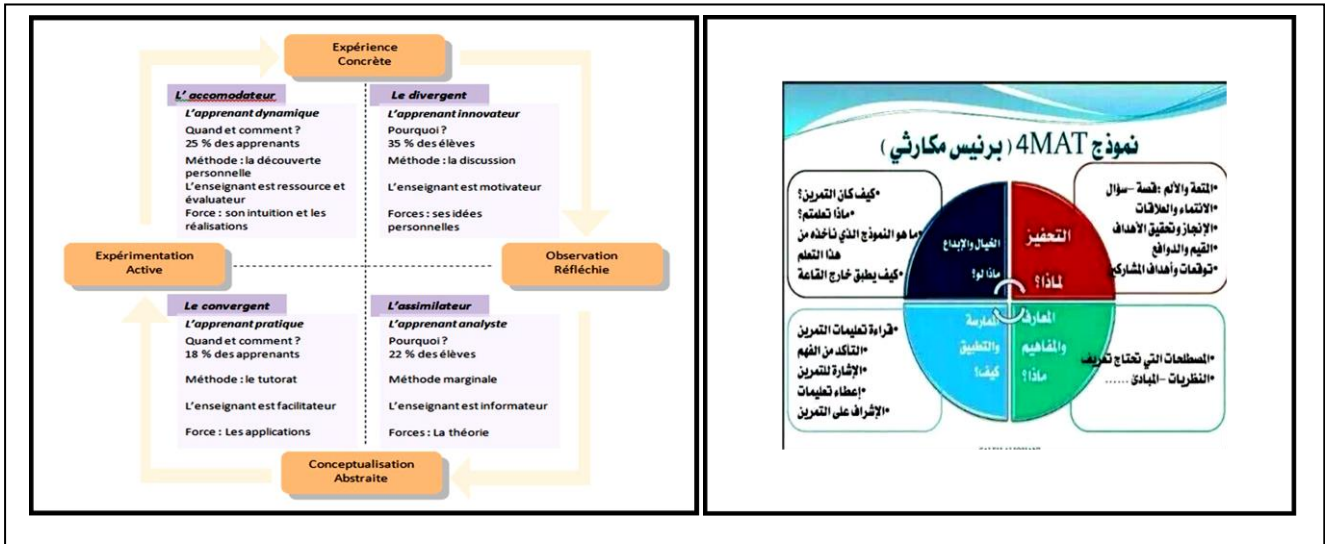 Expérience
Concrète
L' accomodateur
L'apprenant dynamique
Quand et comment ?
25 % des apprenants
Méthode : la découverte
personnelle
L'enseignant est ressource et
évaluateur
Force : son intuition et les
réalisations
Le divergent
L'apprenant innovateur
Pourquoi ?
35 % des élèves
Méthode : la discussion
L'enseignant est motivateur
Forces : ses idées
personnelles
Expérimentation
Active
Observation
Réfléchie
Le convergent
L'apprenant pratique
Quand et comment ?
18 % des apprenants
Méthode : le tutorat
L'enseignant est facilitateur
Force : Les applications
L'assimilateur
L'apprenant analyste
Pourquoi ?
22 % des élèves
Méthode marginale
L'enseignant est informateur
Forces : La théorie
Conceptualisation
Abstraite
نموذج 4MAT ( برنيس مكارثي )
•المتعة والألم :قصة –سؤال
•الانتماء والعلاقات
•الإنجاز وتحقيق الأهداف
•القيم والدوافع
•توقعات وأهداف المشاركين
التحفيز
لماذا؟
الخيال والإبداع
ماذا لو؟
•كيف كان التمرين؟
•ماذا تعلمتم؟
•ما هو النموذج الذي نأخذه من
هذا التعلم
•كيف يطبق خارج القاعة
المعارف
والمفاهيم
ماذا؟
•المصطلحات التي تحتاج تعريف
•النظريات –المبادئ ......
الممارسة
والتطبيق
كيف؟
•قراءة تعليمات التمرين
•التأكد من الفهم
•الإشارة للتمرين
•إعطاء تعليمات
•الإشراف على التمرين